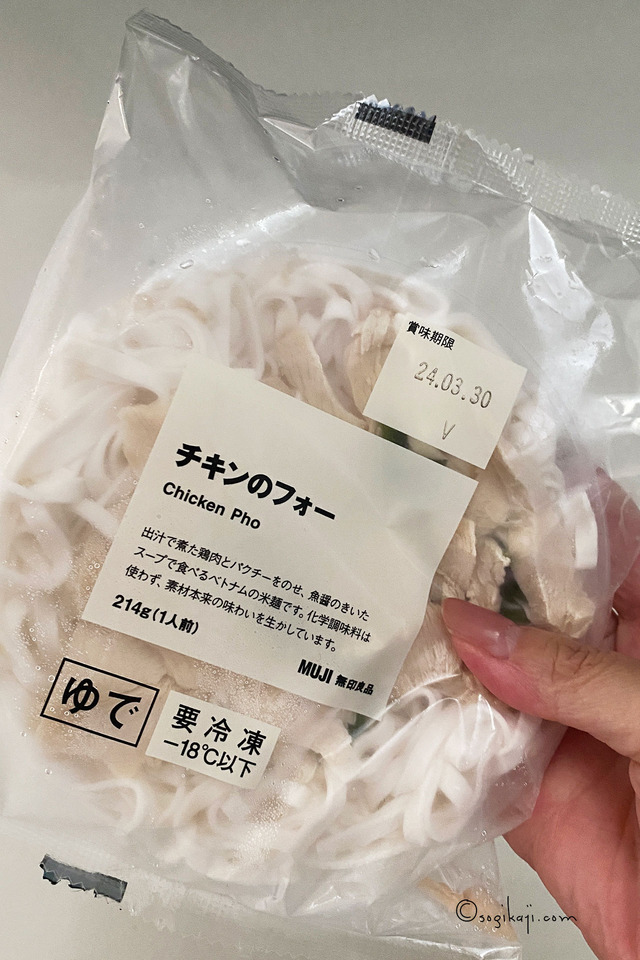 賞味期限
24.03.30
V
チキンのフォー
Chicken Pho
出汁で煮た鶏肉とパクチーをのせ、魚醤のきいた
スープで食べるベトナムの米麺です。化学調味料は
使わず、素材本来の味わいを生かしています。
214g(1人前)
MUJI 無印良品
ゆで
要冷凍
−18℃以下
©sogikaji.com